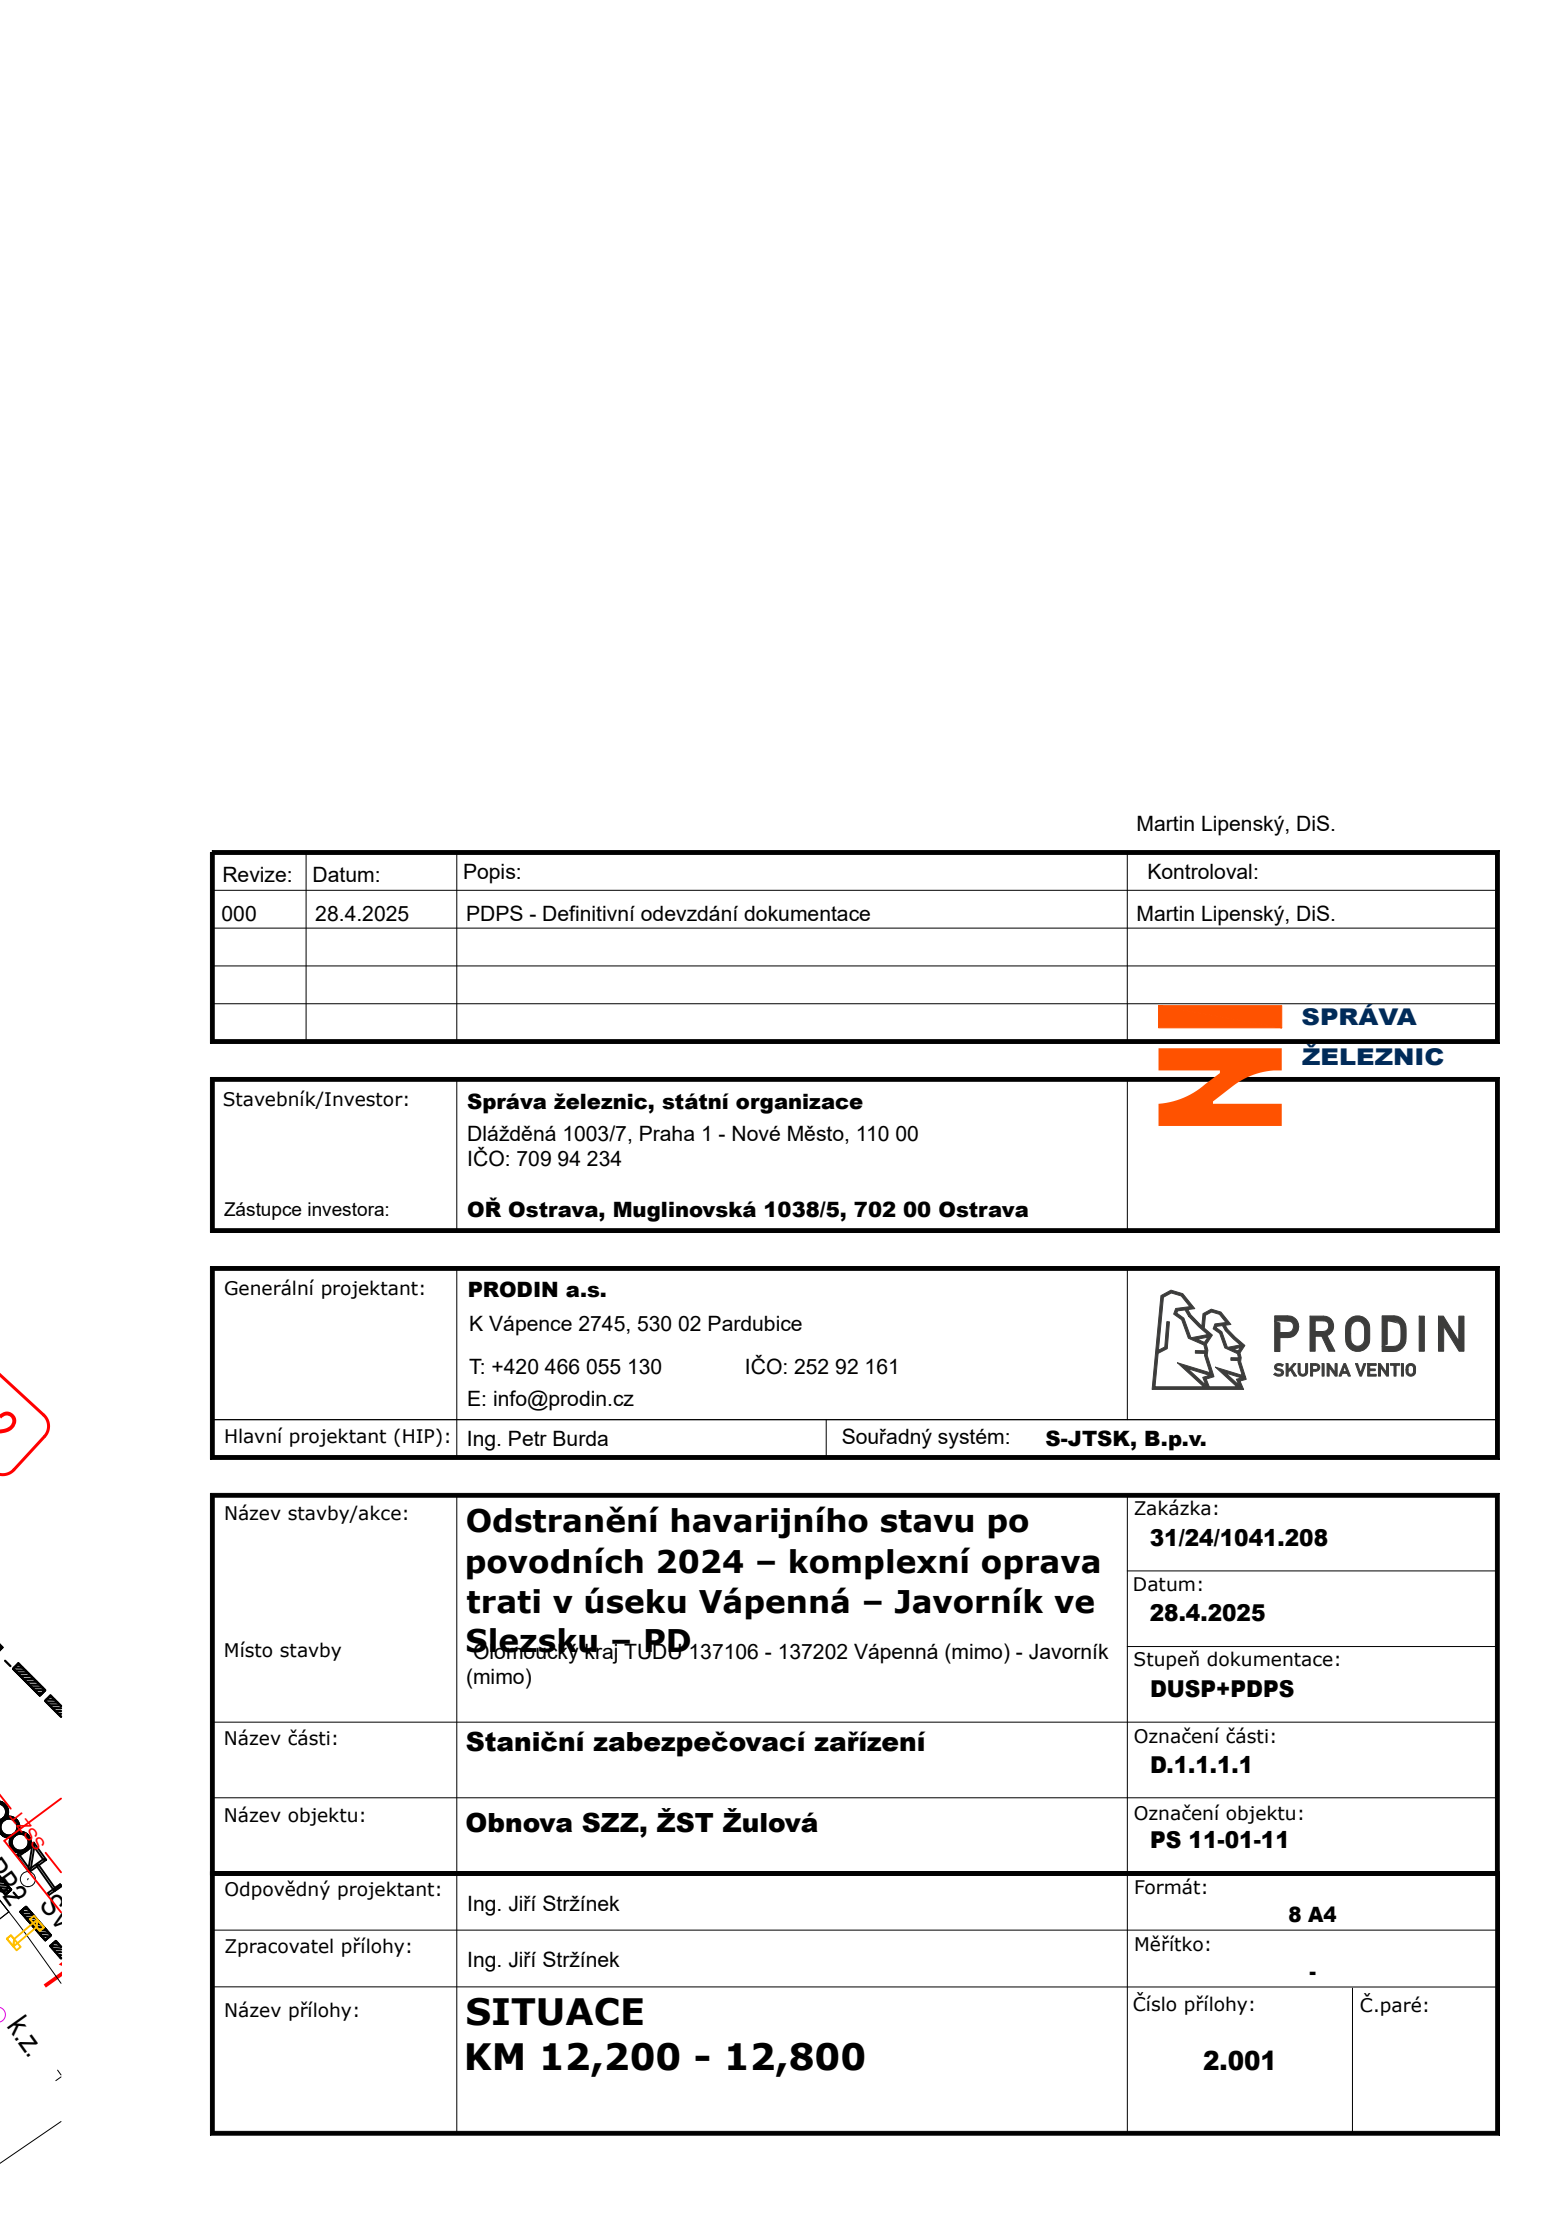 Martin Lipenský, DiS.
Revize: Datum: Popis: Kontroloval:
000 28.4.2025 PDPS - Definitivní odevzdání dokumentace Martin Lipenský, DiS.
SPRÁVA
ŽELEZNIC
Stavebník/Investor: Správa železnic, státní organizace
Dlážděná 1003/7, Praha 1 - Nové Město, 110 00
IČO: 709 94 234
Zástupce investora: OŘ Ostrava, Muglinovská 1038/5, 702 00 Ostrava
Generální projektant: PRODIN a.s.
K Vápence 2745, 530 02 Pardubice
T: +420 466 055 130 IČO: 252 92 161
E: info@prodin.cz
PRODIN
SKUPINA VENTIO
Hlavní projektant (HIP): Ing. Petr Burda Souřadný systém: S-JTSK, B.p.v.
Název stavby/akce: Odstranění havarijního stavu po
povodních 2024 – komplexní oprava
trati v úseku Vápenná – Javorník ve
Slezsku – PD
Zakázka:
31/24/1041.208
Datum:
28.4.2025
Místo stavby Olomoucký kraj TUDU 137106 - 137202 Vápenná (mimo) - Javorník
(mimo)
Stupeň dokumentace:
DUSP+PDPS
Název části: Staniční zabezpečovací zařízení
Označení části:
D.1.1.1.1
Název objektu: Obnova SZZ, ŽST Žulová
Označení objektu:
PS 11-01-11
Odpovědný projektant: Ing. Jiří Stržínek
Formát:
8 A4
Zpracovatel přílohy: Ing. Jiří Stržínek
Měřítko:
-
Název přílohy: SITUACE
KM 12,200 - 12,800
Číslo přílohy: Č.paré:
2.001
k.z.